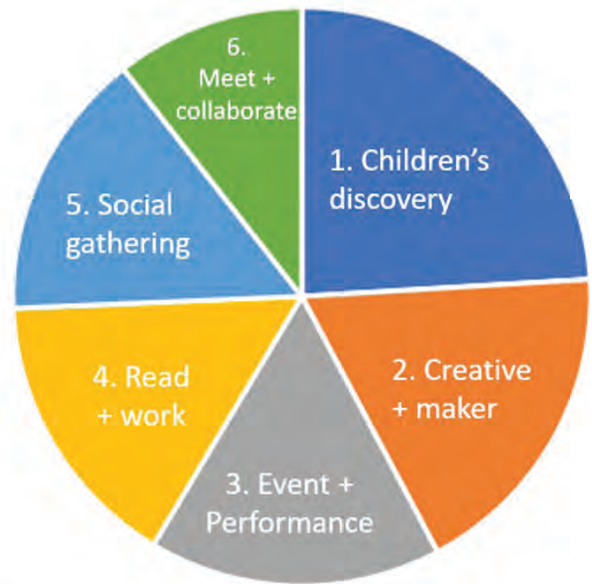 1. Children's
discovery
2. Creative
+ maker
3. Event +
Performance
4. Read
+ work
5. Social
gathering
6.
Meet +
collaborate